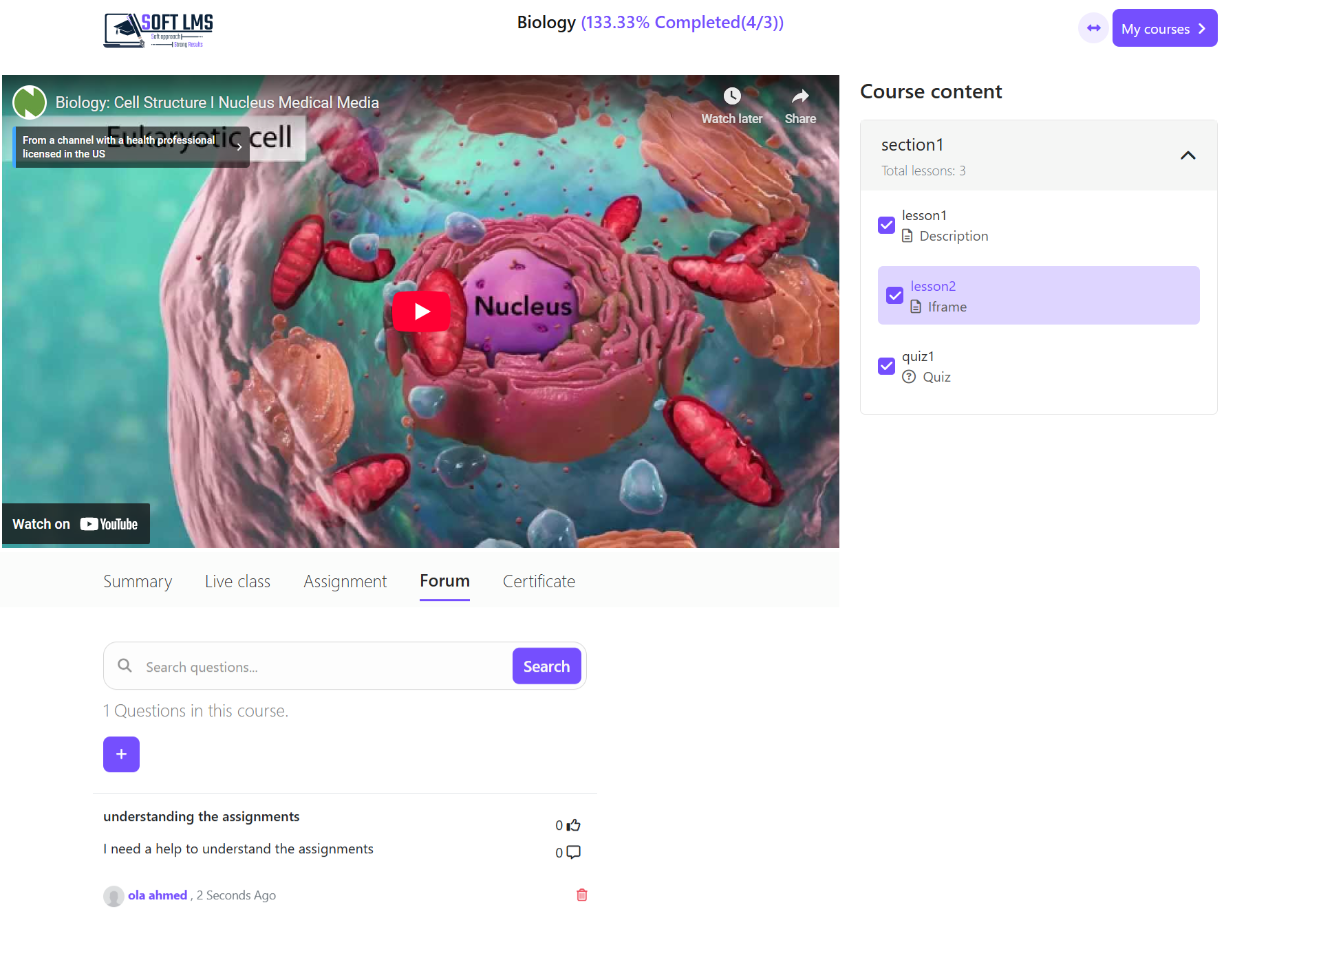 SOFT LMS
Soft approach
Strong Results
Biology (133.33% Completed(4/3))
My courses
Biology: Cell Structure I Nucleus Medical Media
Watch later
Share
Eukaryotic cell
From a channel with a health professional
licensed in the US
Nucleus
Watch on YouTube
Course content
section1
Total lessons: 3
lesson1
Description
lesson2
Iframe
quiz1
Quiz
Summary
Live class
Assignment
Forum
Certificate
Search questions...
Search
1 Questions in this course.
+
understanding the assignments
0
I need a help to understand the assignments
0
ola ahmed , 2 Seconds Ago